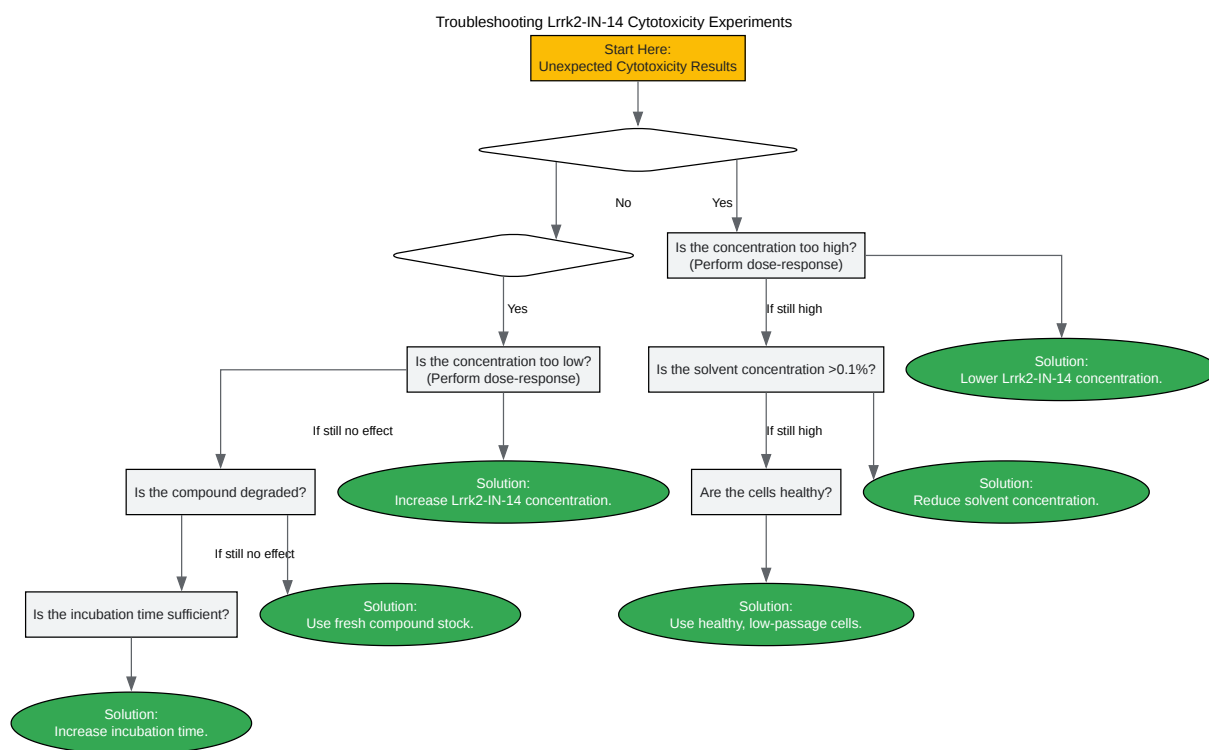 Troubleshooting Lrrk2-IN-14 Cytotoxicity Experiments
Start Here:
Unexpected Cytotoxicity Results
No
Yes
Is the concentration too high?
(Perform dose-response)
Yes
If still high
Is the concentration too low?
(Perform dose-response)
Is the solvent concentration >0.1%?
Solution:
Lower Lrrk2-IN-14 concentration.
If still no effect
If still high
Is the compound degraded?
Solution:
Increase Lrrk2-IN-14 concentration.
Are the cells healthy?
Solution:
Reduce solvent concentration.
If still no effect
Is the incubation time sufficient?
Solution:
Use fresh compound stock.
Solution:
Use healthy, low-passage cells.
Solution:
Increase incubation time.